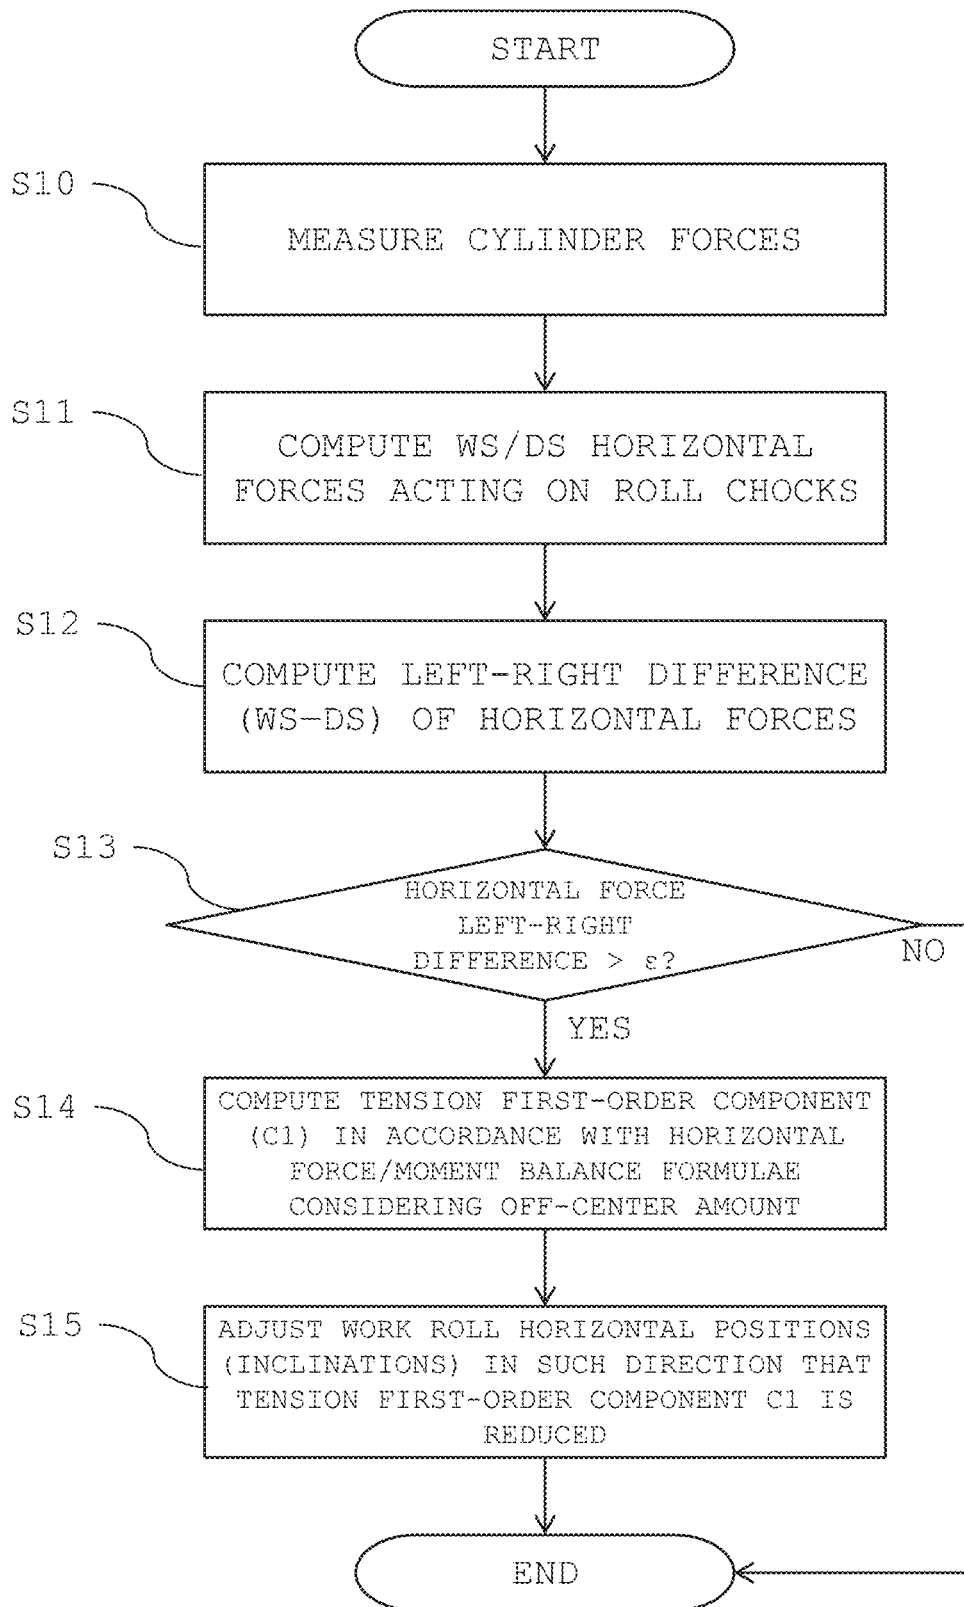 START
S10
MEASURE CYLINDER FORCES
S11
COMPUTE WS/DS HORIZONTAL
FORCES ACTING ON ROLL CHOCKS
S12
COMPUTE LEFT-RIGHT DIFFERENCE
(WS-DS) OF HORIZONTAL FORCES
S13
HORIZONTAL FORCE
LEFT-RIGHT
DIFFERENCE > ε?
NO
YES
S14
COMPUTE TENSION FIRST-ORDER COMPONENT
(C1) IN ACCORDANCE WITH HORIZONTAL
FORCE/MOMENT BALANCE FORMULAE
CONSIDERING OFF-CENTER AMOUNT
S15
ADJUST WORK ROLL HORIZONTAL POSITIONS
(INCLINATIONS) IN SUCH DIRECTION THAT
TENSION FIRST-ORDER COMPONENT C1 IS
REDUCED
END